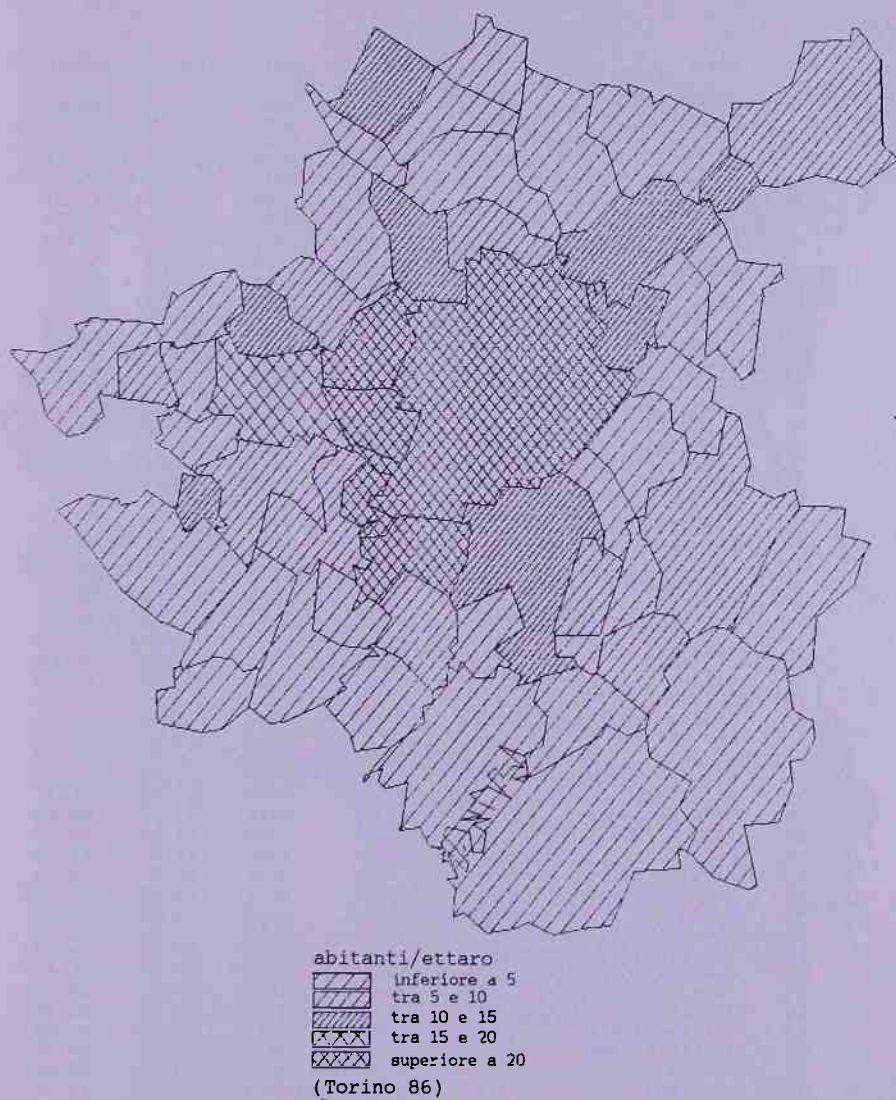 abitanti/ettaro
inferiore a 5
tra 5 e 10
tra 10 e 15
tra 15 e 20
superiore a 20
(Torino 86)